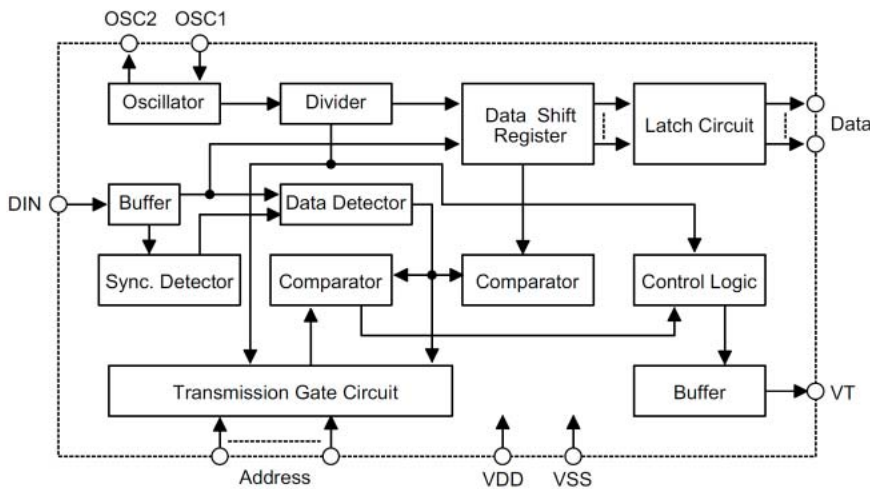 OSC2 OSC1
Oscillator
Divider
Data Shift
Register
Latch Circuit
Data
DIN
Buffer
Data Detector
Sync. Detector
Comparator
Comparator
Control Logic
Transmission Gate Circuit
Buffer
VT
Address
VDD
VSS